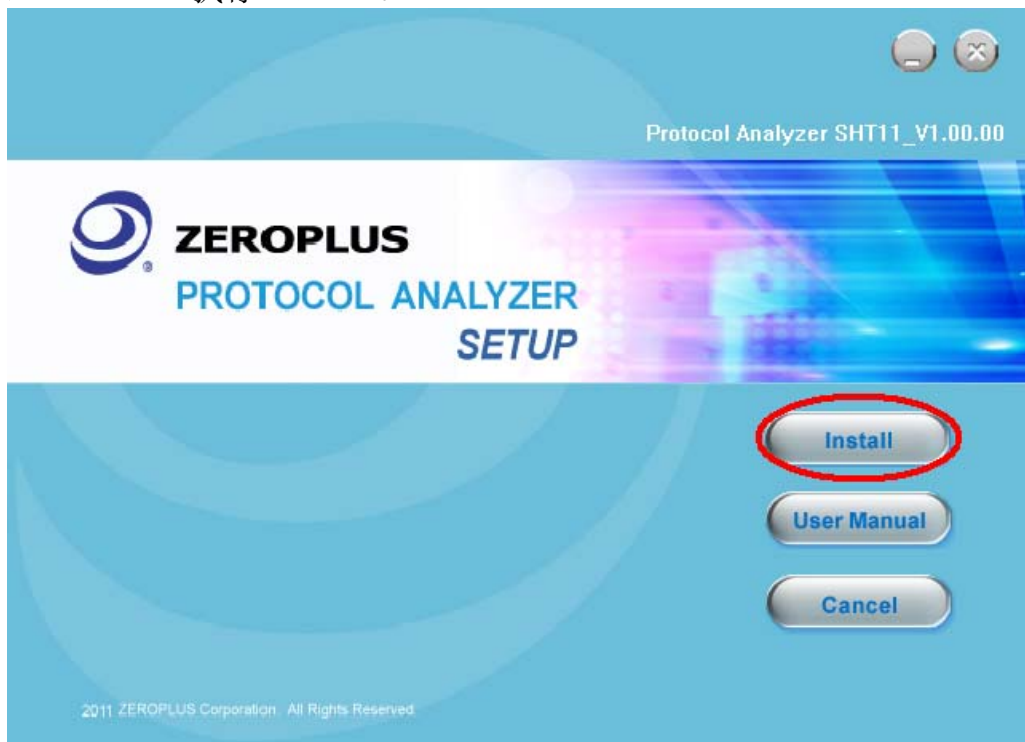 Protocol Analyzer SHT11_V1.00.00
ZEROPLUS
PROTOCOL ANALYZER
SETUP
Install
User Manual
Cancel
2011 ZEROPLUS Corporation. All Rights Reserved.